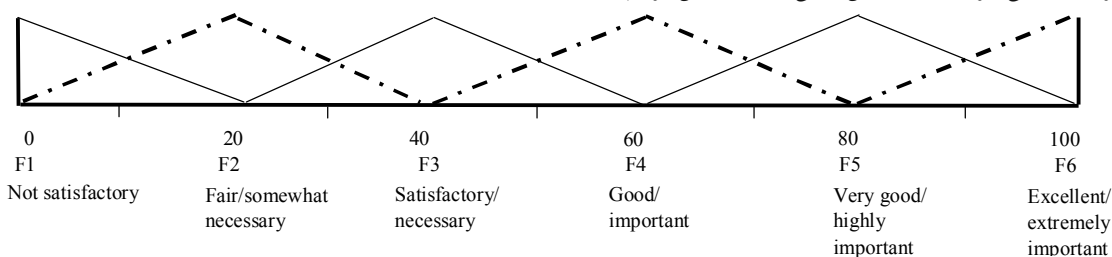 0 20 40 60 80 100
F1 F2 F3 F4 F5 F6
Not satisfactory Fair/somewhat Satisfactory/ Good/ Very good/ Excellent/
necessary necessary important highly extremely
important important